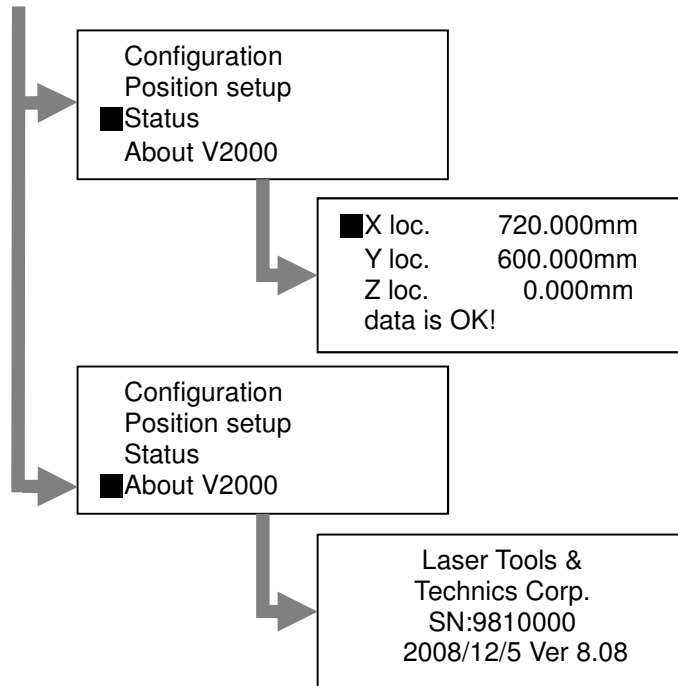 Configuration
Position setup
Status
About V2000
X loc. 720.000mm
Y loc. 600.000mm
Z loc. 0.000mm
data is OK!
Configuration
Position setup
Status
About V2000
Laser Tools &
Technics Corp.
SN:9810000
2008/12/5 Ver 8.08